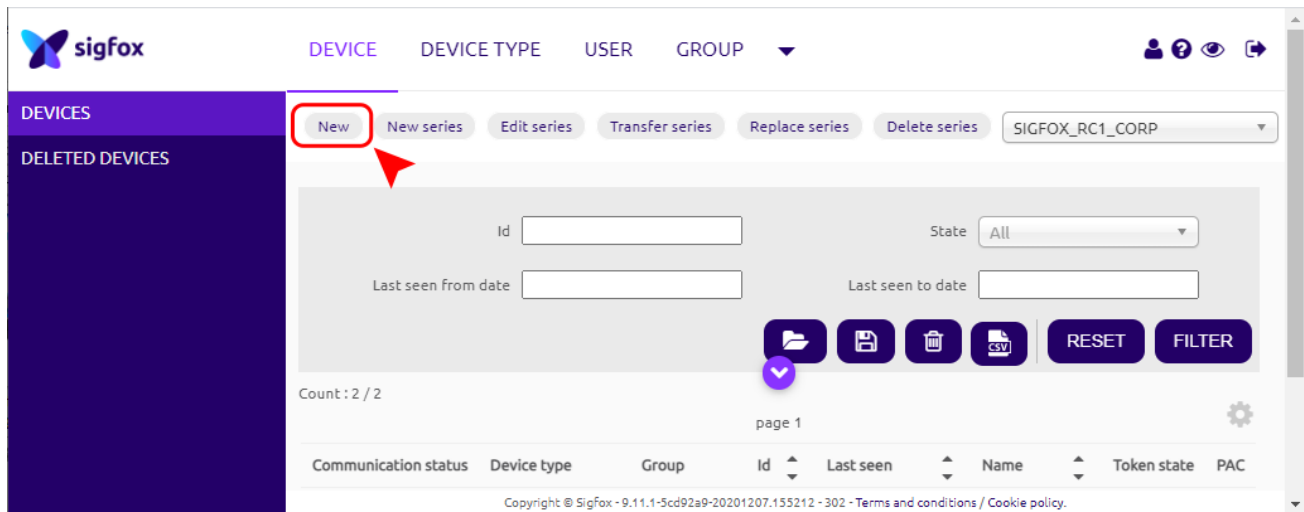 sigfox
DEVICE DEVICE TYPE USER GROUP
DEVICES
DELETED DEVICES
New New series Edit series Transfer series Replace series Delete series SIGFOX_RC1_CORP
Id State All
Last seen from date Last seen to date
CSV RESET FILTER
Count : 2 / 2
page 1
Communication status Device type Group Id Last seen Name Token state PAC
Copyright © Sigfox - 9.11.1-5cd92a9-20201207.155212 - 302 - Terms and conditions / Cookie policy.